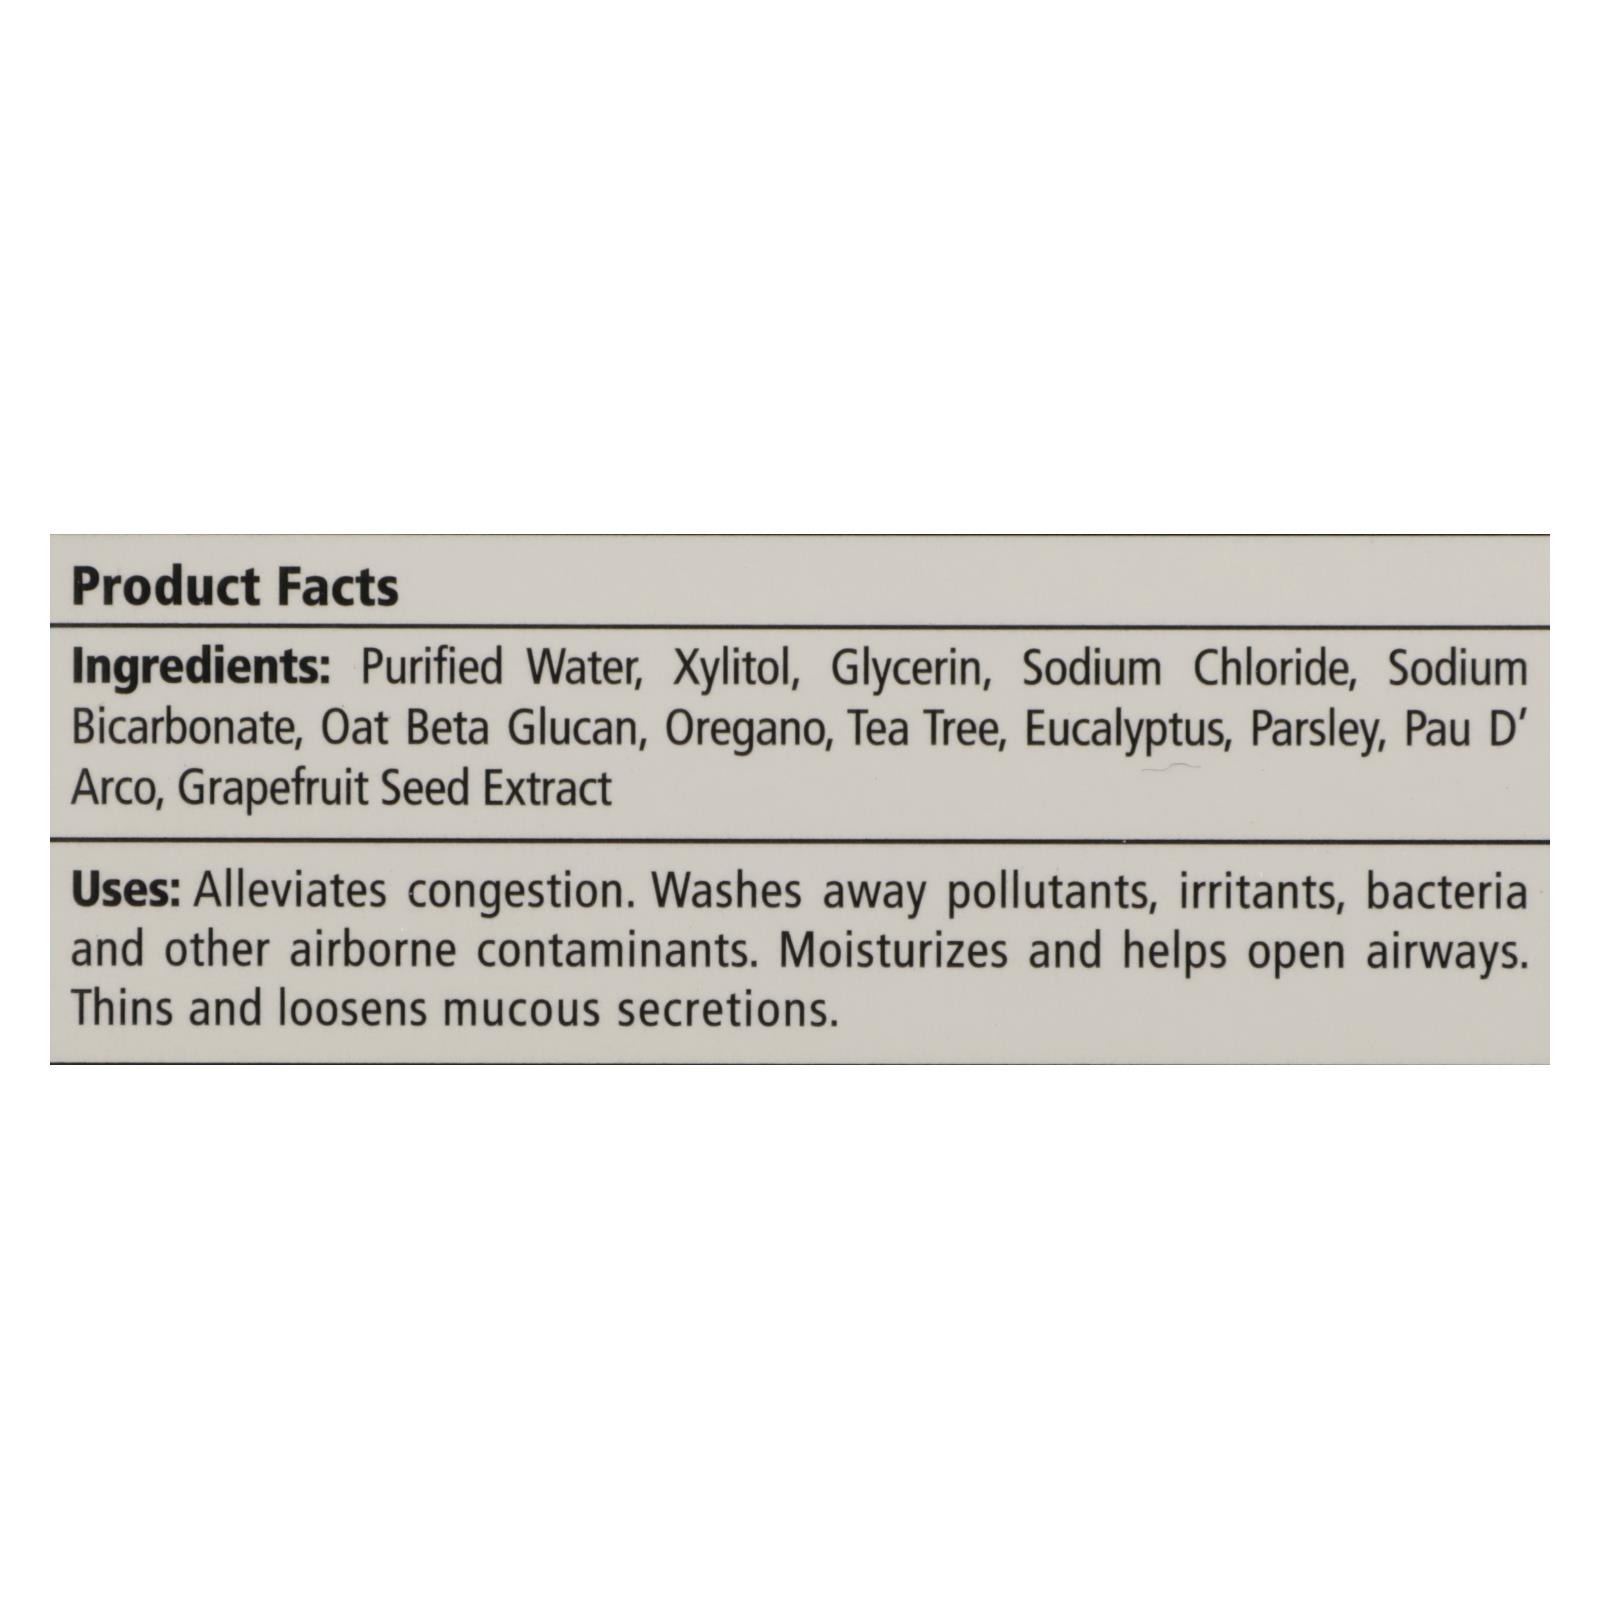 Product Facts
Ingredients: Purified Water, Xylitol, Glycerin, Sodium Chloride, Sodium
Bicarbonate, Oat Beta Glucan, Oregano, Tea Tree, Eucalyptus, Parsley, Pau D’
Arco, Grapefruit Seed Extract
Uses: Alleviates congestion. Washes away pollutants, irritants, bacteria
and other airborne contaminants. Moisturizes and helps open airways.
Thins and loosens mucous secretions.